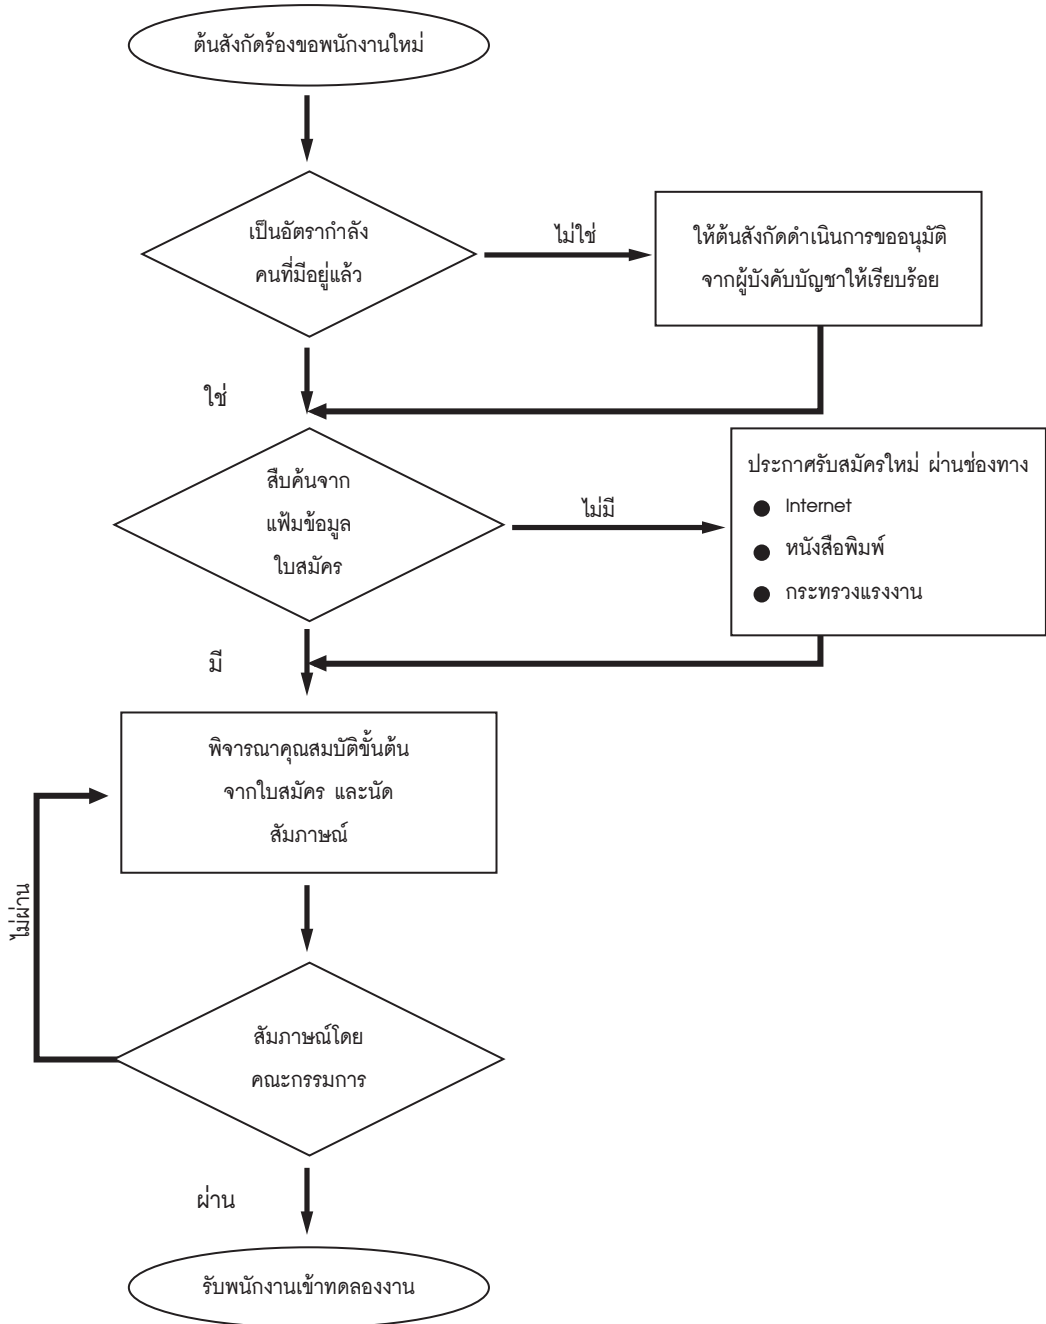 ต้นสังกัดร้องขอพนักงานใหม่
เป็นอัตรากำลัง
คนที่มีอยู่แล้ว
ไม่ใช่
ให้ต้นสังกัดดำเนินการขออนุมัติ
จากผู้บังคับบัญชาให้เรียบร้อย
ใช่
สืบค้นจาก
แฟ้มข้อมูล
ใบสมัคร
ไม่มี
ประกาศรับสมัครใหม่ ผ่านช่องทาง
● Internet
● หนังสือพิมพ์
● กระทรวงแรงงาน
มี
พิจารณาคุณสมบัติขั้นต้น
จากใบสมัคร และนัด
สัมภาษณ์
ไม่ผ่าน
สัมภาษณ์โดย
คณะกรรมการ
ผ่าน
รับพนักงานเข้าทดลองงาน